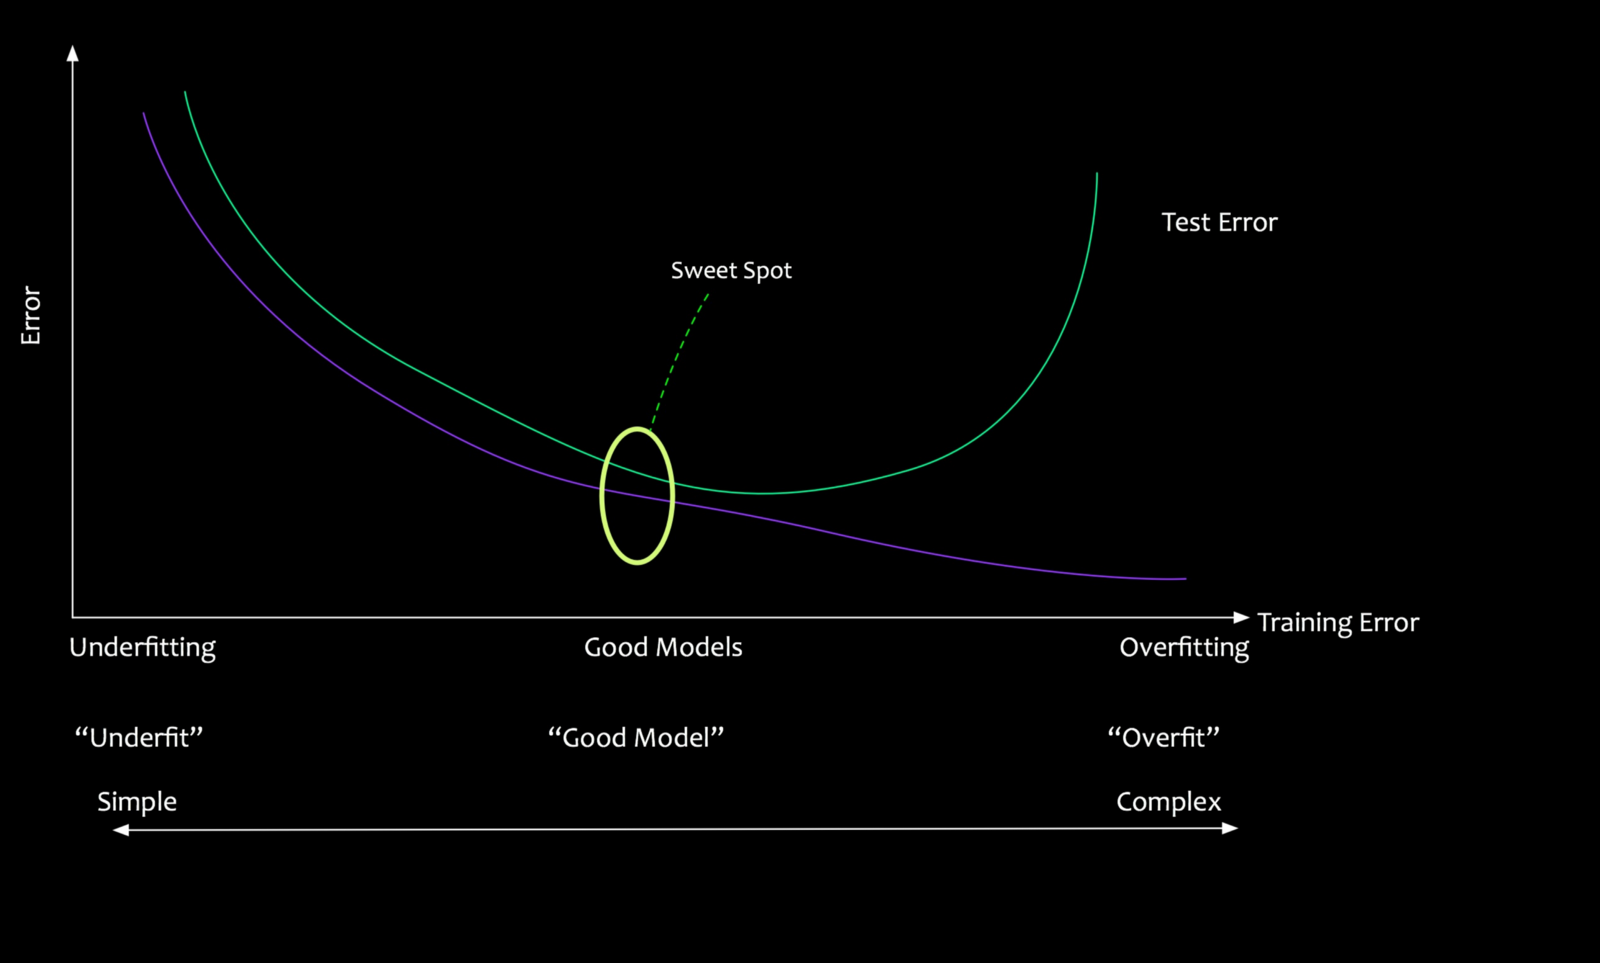 Test Error
Sweet Spot
Error
Training Error
Underfitting Good Models Overfitting
“Underfit” “Good Model” “Overfit”
Simple Complex